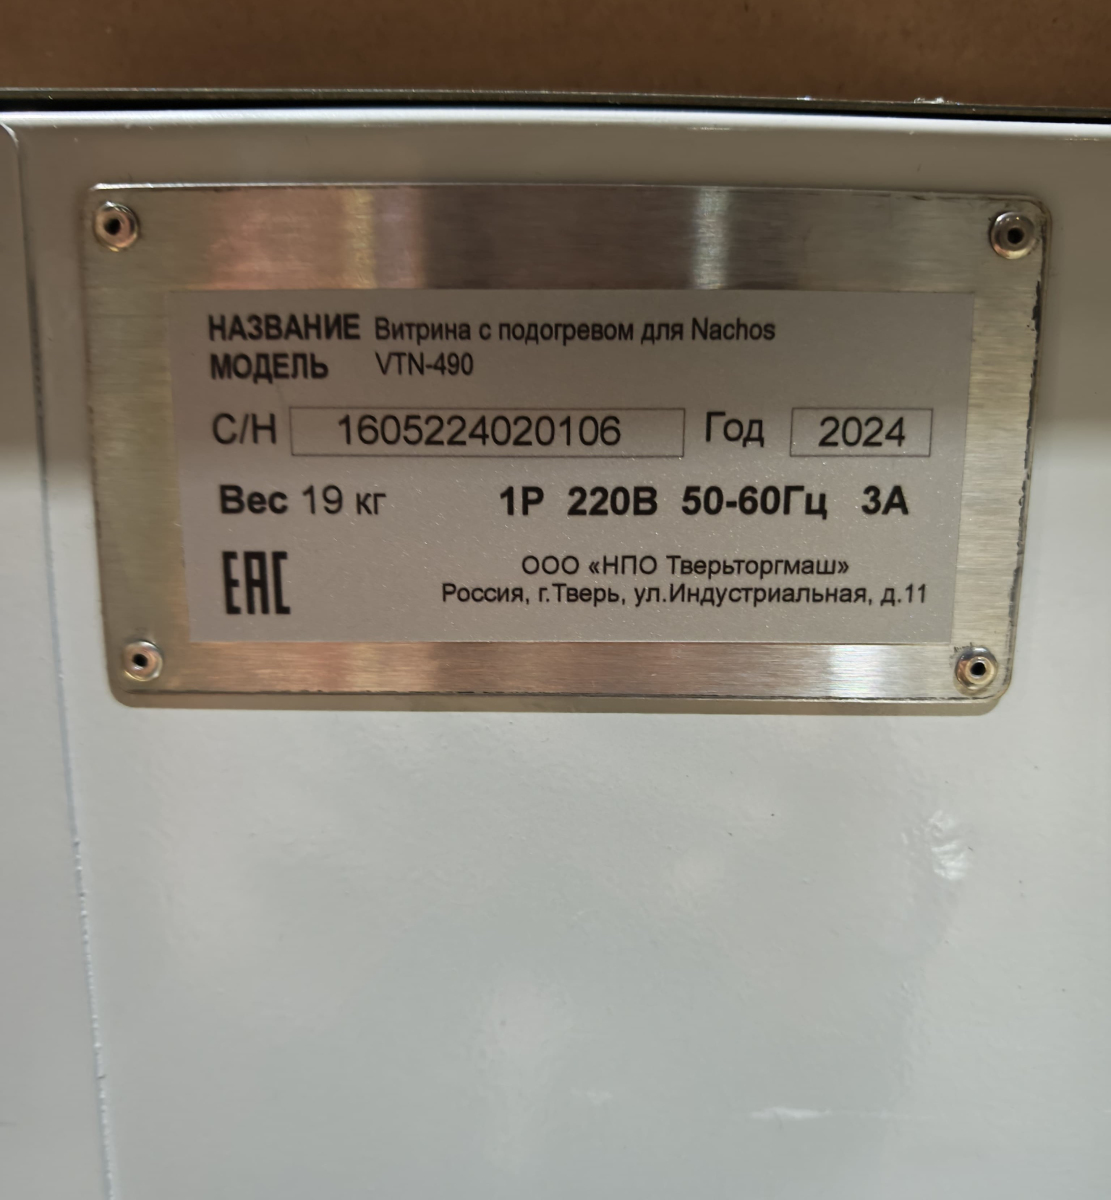 НАЗВАНИЕ Витрина с подогревом для Nachos
МОДЕЛЬ VTN-490
С/Н 1605224020106 Год 2024
Вес 19 кг 1Р 220В 50-60Гц 3А
ЕАС ООО «НПО Тверьторгмаш»
Россия, г.Тверь, ул.Индустриальная, д.11